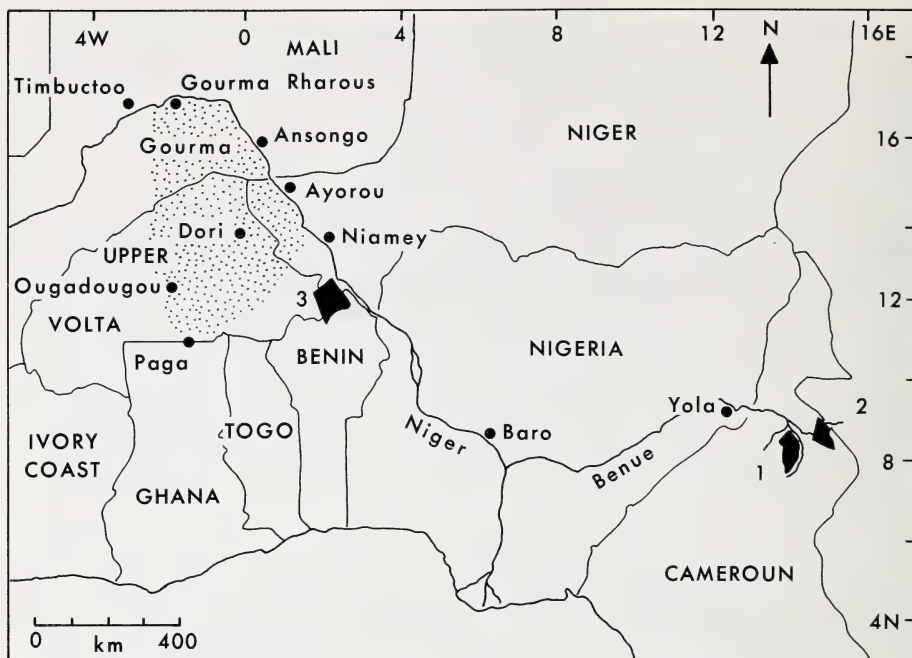 4W 0 4 8 12 16E
MALI
N
Timbuctoo Gourma Rharous
Gourma
Ansongo
NIGER
16
Ayorou
Dori
Niamey
UPPER
Ougadougou
3
12
VOLTA
NIGERIA
BENIN
Paga
Yola
2
TOGO
Niger
Baro
IVORY
COAST
Benue
8
1
GHANA
CAMEROUN
4N
0 400
km